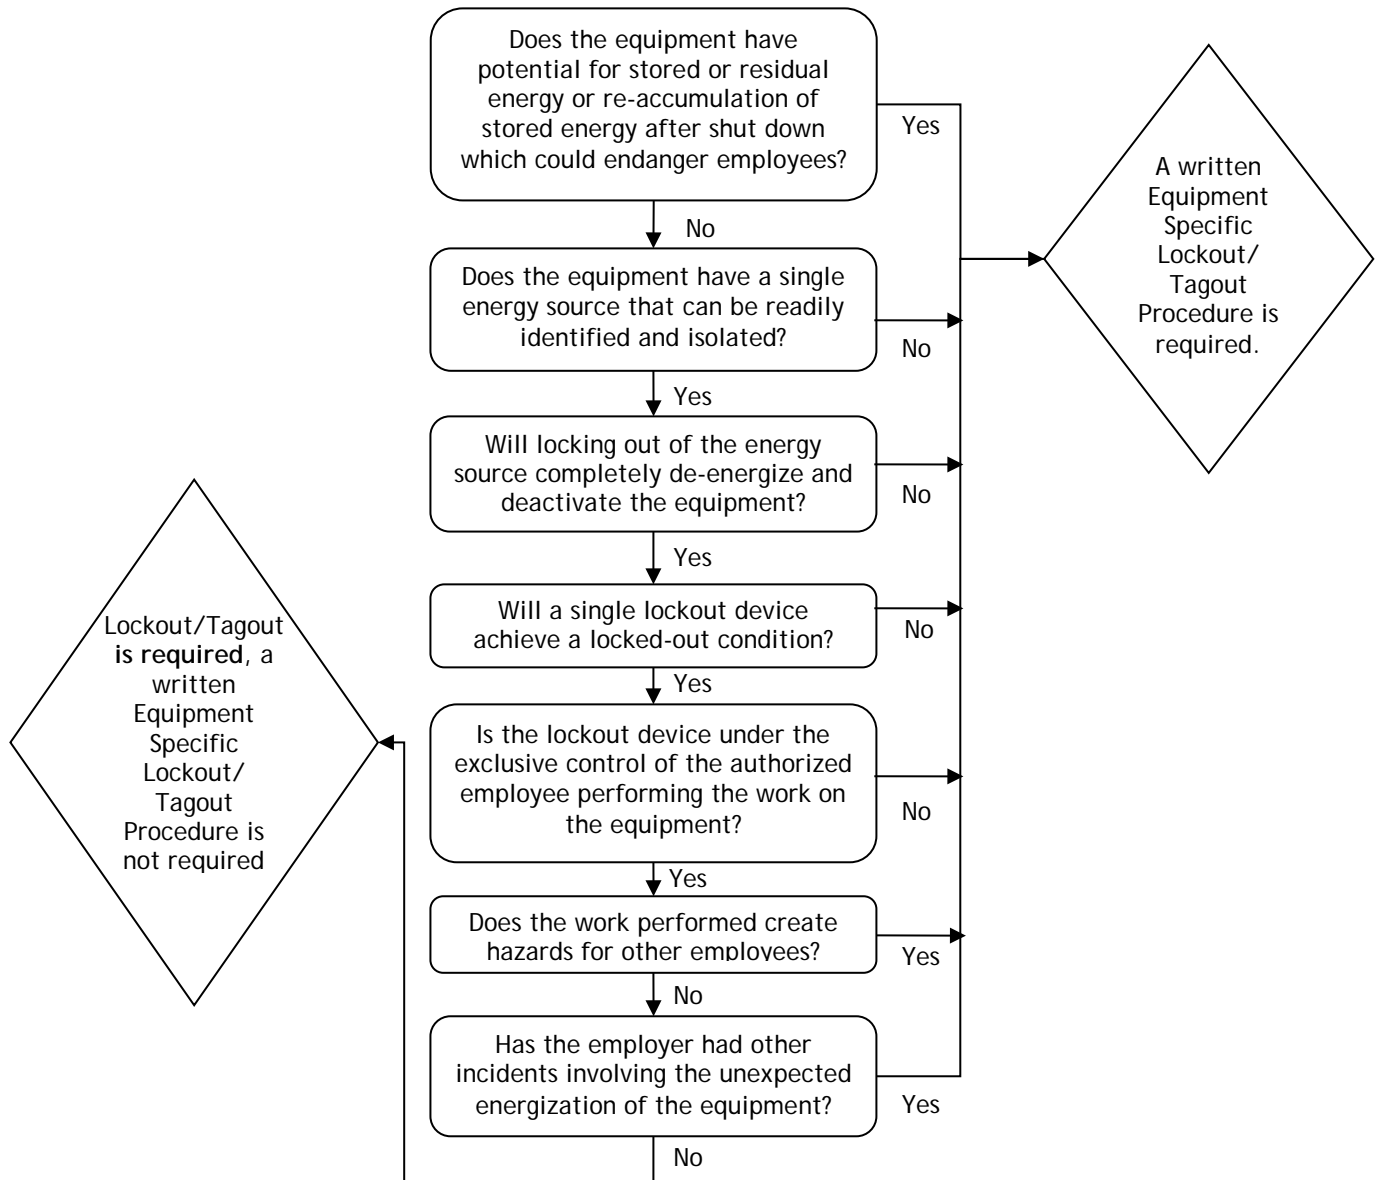 Does the equipment have
potential for stored or residual
energy or re-accumulation of
stored energy after shut down
which could endanger employees?
Yes
No
A written
Equipment
Specific
Lockout/
Tagout
Procedure is
required.
Does the equipment have a single
energy source that can be readily
identified and isolated?
No
Yes
Will locking out of the energy
source completely de-energize and
deactivate the equipment?
No
Yes
Will a single lockout device
achieve a locked-out condition?
No
Yes
Lockout/Tagout
is required, a
written
Equipment
Specific
Lockout/
Tagout
Procedure is
not required
Is the lockout device under the
exclusive control of the authorized
employee performing the work on
the equipment?
No
Yes
Does the work performed create
hazards for other employees?
Yes
No
Has the employer had other
incidents involving the unexpected
energization of the equipment?
Yes
No